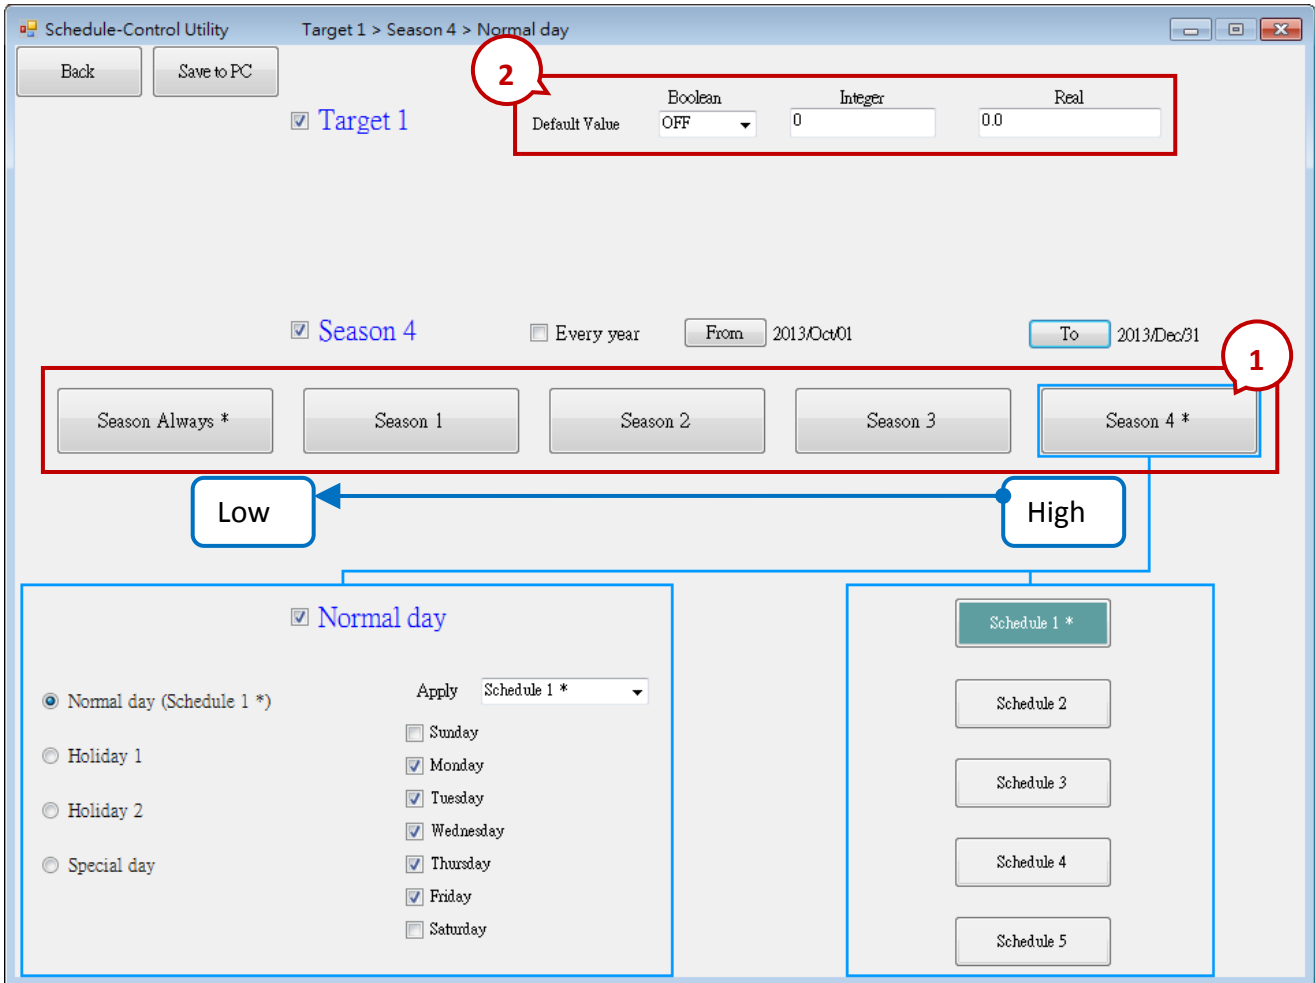 Schedule-Control Utility Target 1 > Season 4 > Normal day
Back Save to PC
2
Boolean Integer Real
Target 1 Default Value OFF 0 0.0
Season 4 Every year From 2013/Oct/01 To 2013/Dec/31
1
Season Always * Season 1 Season 2 Season 3 Season 4 *
Low High
Normal day
Schedule 1 *
Apply Schedule 1 *
Normal day (Schedule 1 *)
Schedule 2
Sunday
Holiday 1
Monday
Schedule 3
Tuesday
Holiday 2
Wednesday
Special day
Thursday
Schedule 4
Friday
Saturday
Schedule 5